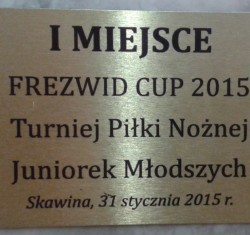 I MIEJSCE
FREZWID CUP 2015
Turniej Piłki Nożnej
Juniorek Młodszych
Skawina, 31 stycznia 2015 r.